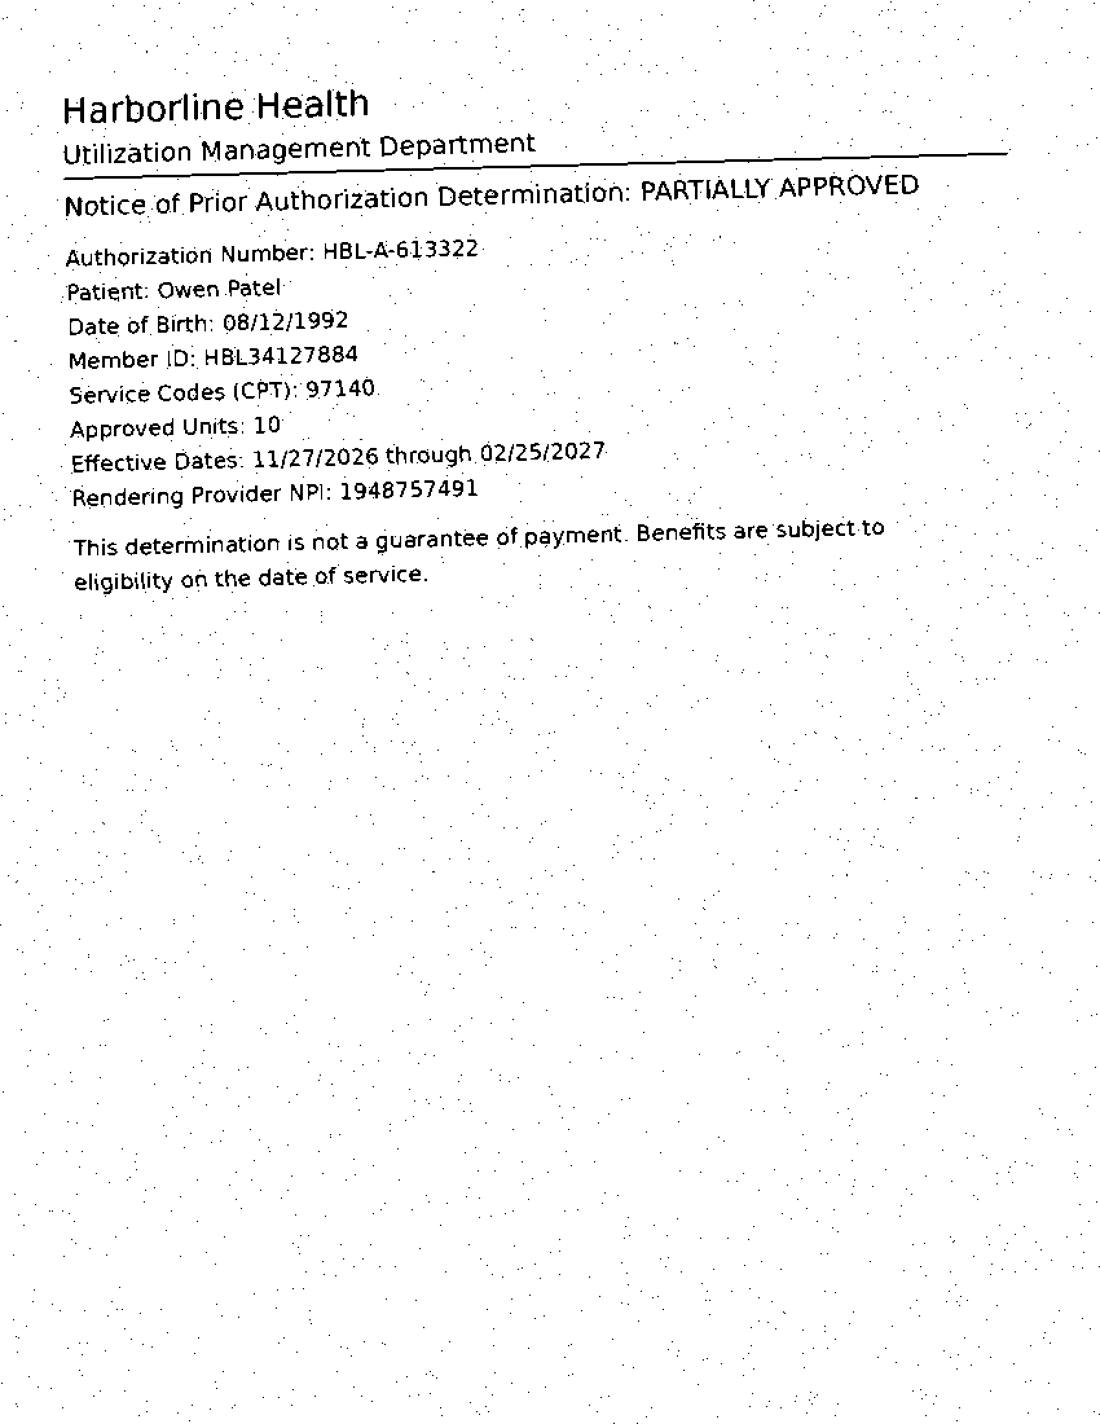 Harborline Health
Utilization Management Department
Notice of Prior Authorization Determination: PARTIALLY APPROVED
Authorization Number: HBL-A-613322
Patient: Owen Patel
Date of Birth: 08/12/1992
Member ID: HBL34127884
Service Codes (CPT): 97140
Approved Units: 10
Effective Dates: 11/27/2026 through 02/25/2027
Rendering Provider NPI: 1948757491
This determination is not a guarantee of payment. Benefits are subject to
eligibility on the date of service.